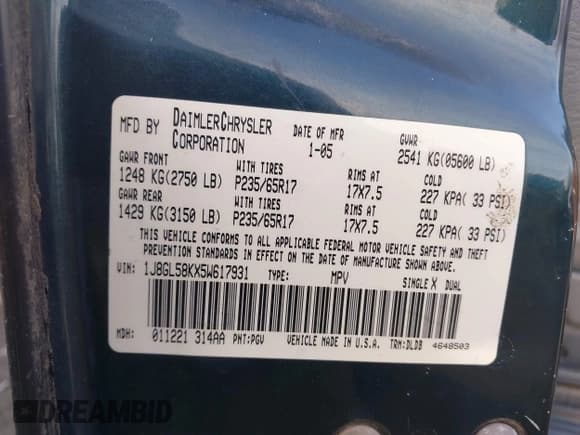 MFD BY DAIMLERCHRYSLER CORPORATION DATE OF MFR 1-05 GVWR 2541 KG(05600 LB)
GAWR FRONT WITH TIRES RIMS AT COLD
1248 KG(2750 LB) P235/65R17 17X7.5 227 KPA( 33 PSI)
GAWR REAR WITH TIRES RIMS AT COLD
1429 KG(3150 LB) P235/65R17 17X7.5 227 KPA( 33 PSI)
THIS VEHICLE CONFORMS TO ALL APPLICABLE FEDERAL MOTOR VEHICLE SAFETY AND THEFT
PREVENTION STANDARDS IN EFFECT ON THE DATE OF MANUFACTURE SHOWN ABOVE.
VIN: 1J8GL58KX5W617931 TYPE: MPV SINGLE X DUAL
MDH: 011221 314AA PNT:PGV VEHICLE MADE IN U.S.A. TRM:DLDB 4648503
DREAMBID